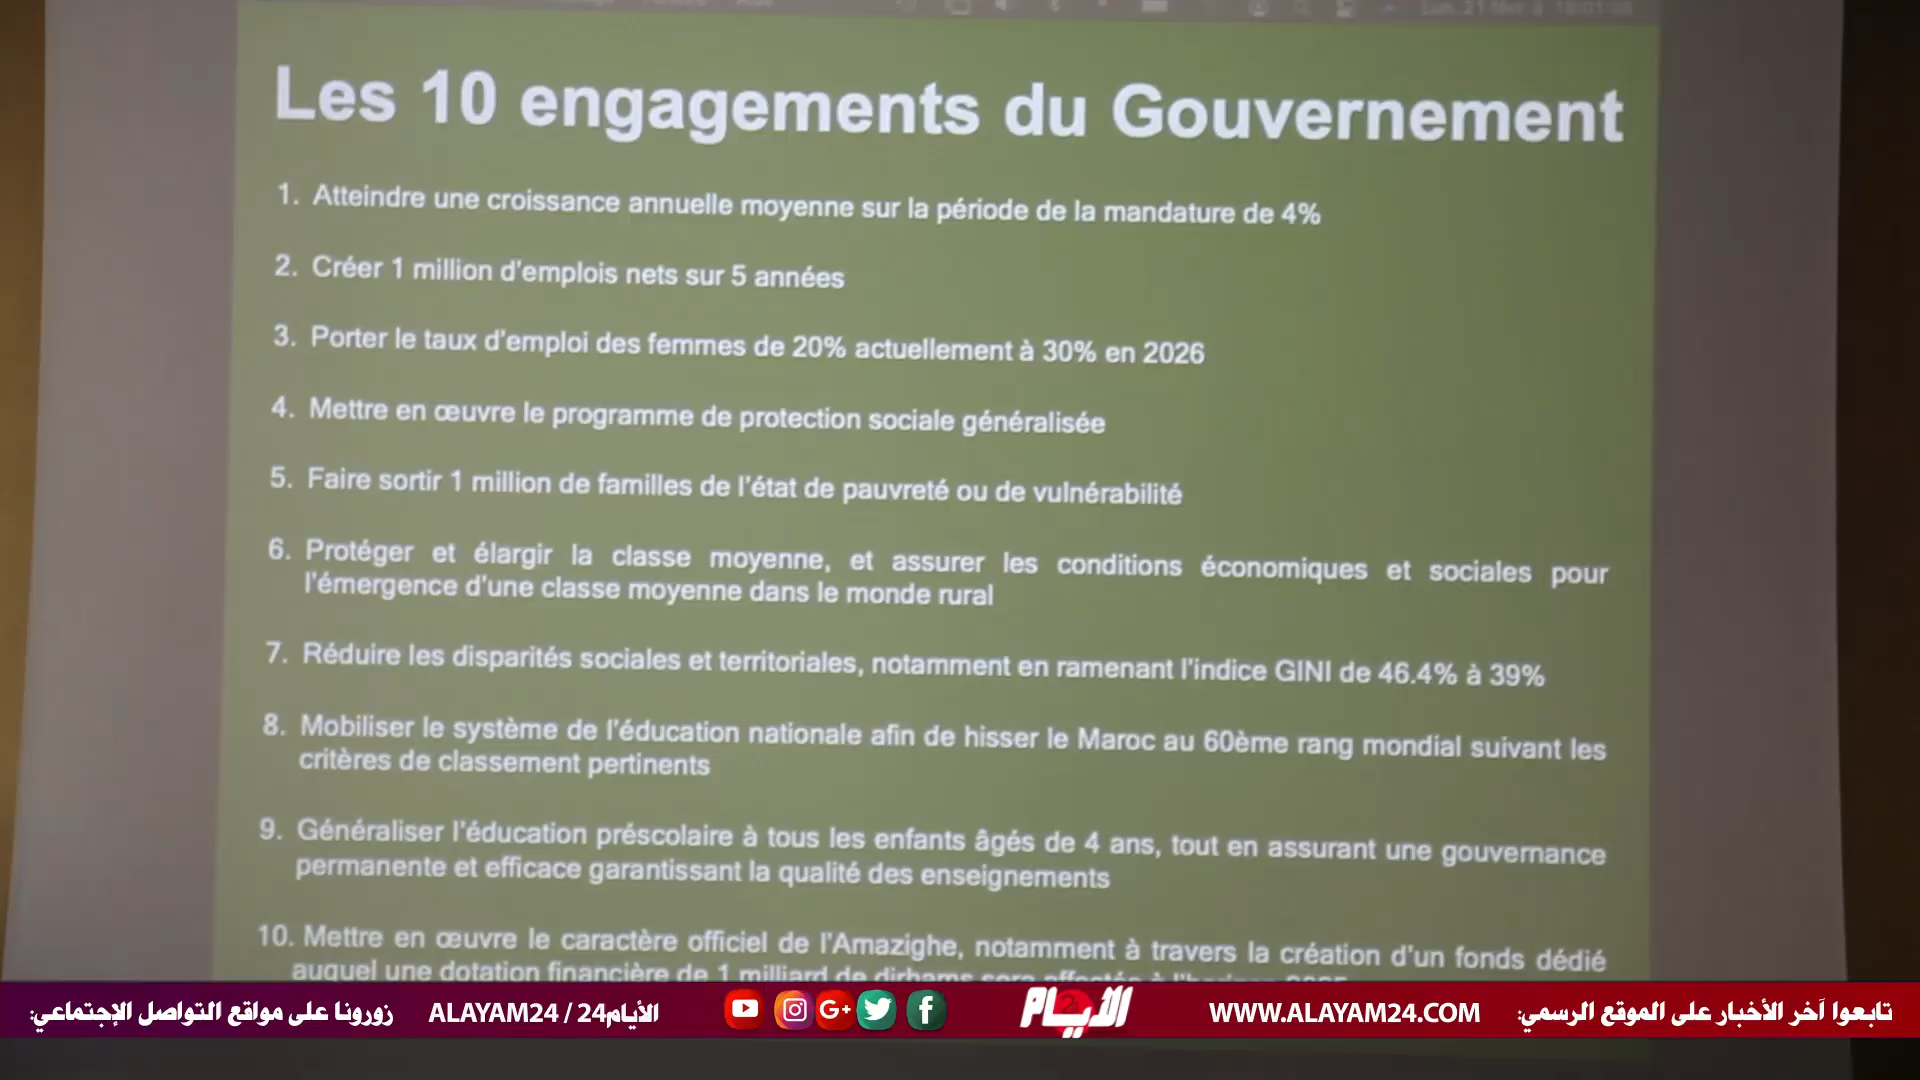 Les 10 engagements du Gouvernement
1. Atteindre une croissance annuelle moyenne sur la période de la mandature de 4%
2. Créer 1 million d'emplois nets sur 5 années
3. Porter le taux d'emploi des femmes de 20% actuellement à 30% en 2026
4. Mettre en œuvre le programme de protection sociale généralisée
5. Faire sortir 1 million de familles de l'état de pauvreté ou de vulnérabilité
6. Protéger et élargir la classe moyenne, et assurer les conditions économiques et sociales pour
l'émergence d'une classe moyenne dans le monde rural
7. Réduire les disparités sociales et territoriales, notamment en ramenant l'indice GINI de 46.4% à 39%
8. Mobiliser le système de l'éducation nationale afin de hisser le Maroc au 60ème rang mondial suivant les
critères de classement pertinents
9. Généraliser l'éducation préscolaire à tous les enfants âgés de 4 ans, tout en assurant une gouvernance
permanente et efficace garantissant la qualité des enseignements
10. Mettre en œuvre le caractère officiel de l'Amazighe, notamment à travers la création d'un fonds dédié
auquel une dotation financière de 1 milliard de dirhams
تابعوا آخر الأخبار على الموقع الرسمي: WWW.ALAYAM24.COM
الأيام
زورونا على مواقع التواصل الإجتماعي: ALAYAM24 / الأيام24